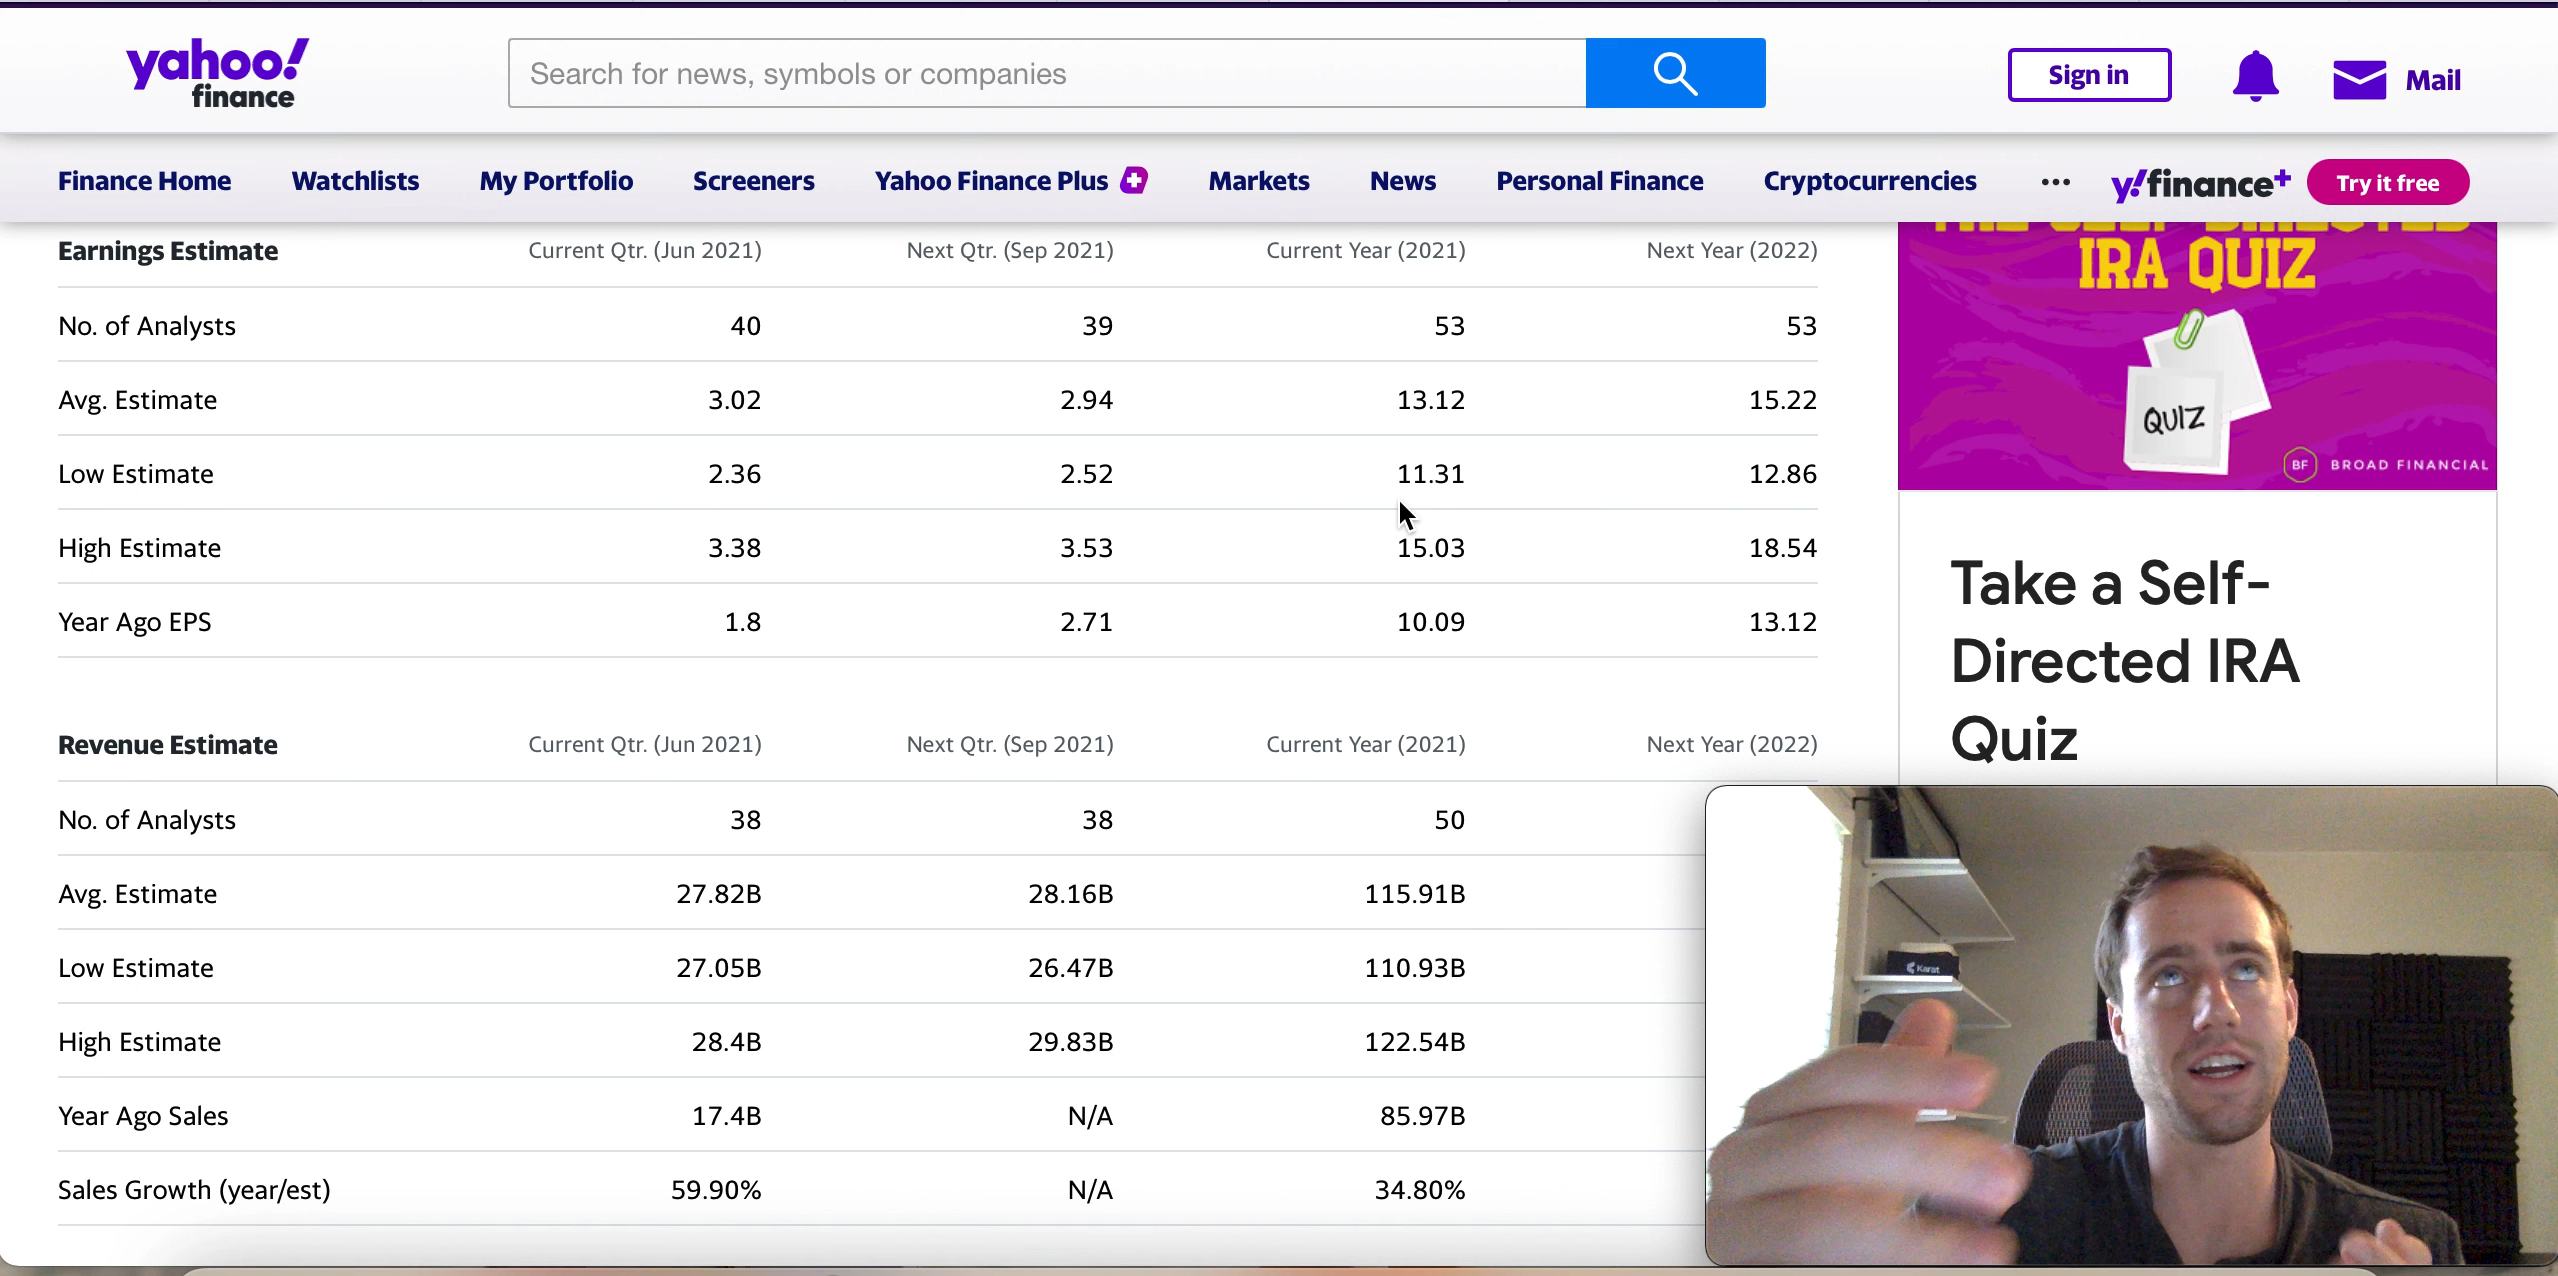 yahoo!
finance
Search for news, symbols or companies
Sign in
Mail
Finance Home Watchlists My Portfolio Screeners Yahoo Finance Plus Markets News Personal Finance Cryptocurrencies ••• y!finance+ Try it free
Earnings Estimate Current Qtr. (Jun 2021) Next Qtr. (Sep 2021) Current Year (2021) Next Year (2022)
No. of Analysts 40 39 53 53
Avg. Estimate 3.02 2.94 13.12 15.22
Low Estimate 2.36 2.52 11.31 12.86
High Estimate 3.38 3.53 15.03 18.54
Year Ago EPS 1.8 2.71 10.09 13.12
Revenue Estimate Current Qtr. (Jun 2021) Next Qtr. (Sep 2021) Current Year (2021) Next Year (2022)
No. of Analysts 38 38 50
Avg. Estimate 27.82B 28.16B 115.91B
Low Estimate 27.05B 26.47B 110.93B
High Estimate 28.4B 29.83B 122.54B
Year Ago Sales 17.4B N/A 85.97B
Sales Growth (year/est) 59.90% N/A 34.80%
IRA QUIZ
QUIZ
BF BROAD FINANCIAL
Take a Self-
Directed IRA
Quiz
Karat